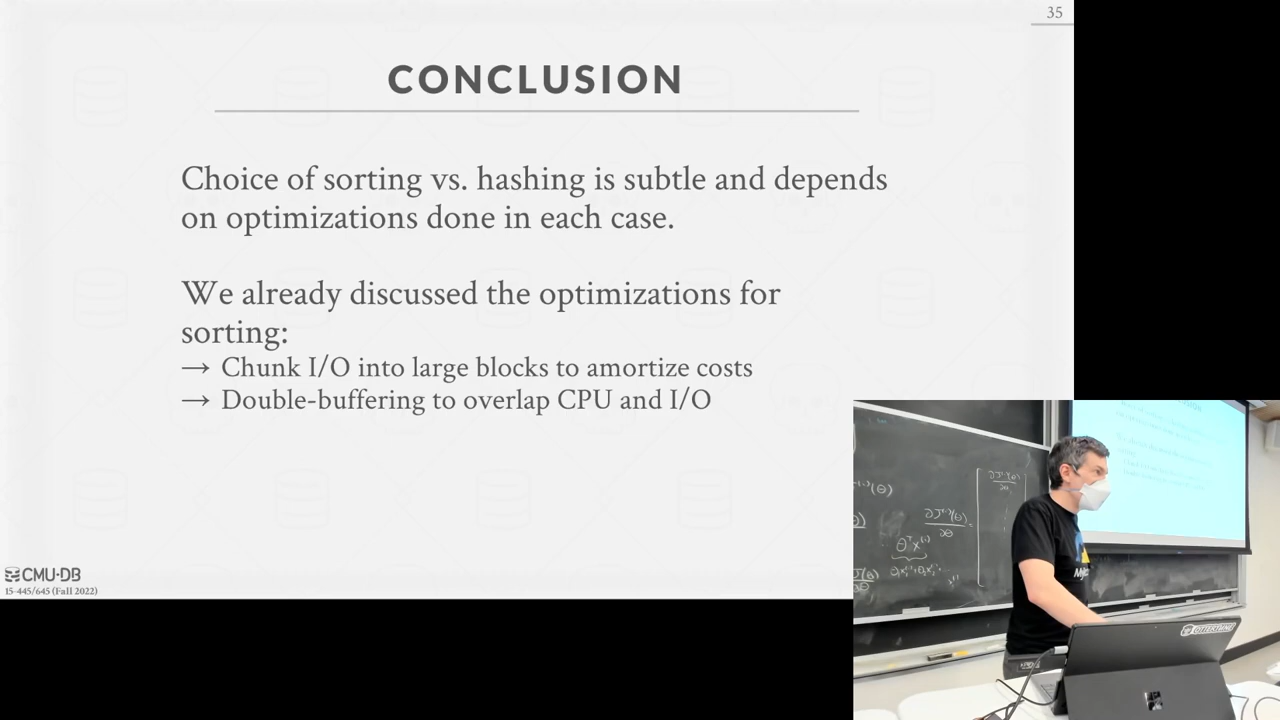 35
CONCLUSION
Choice of sorting vs. hashing is subtle and depends
on optimizations done in each case.
We already discussed the optimizations for
sorting:
→ Chunk I/O into large blocks to amortize costs
→ Double-buffering to overlap CPU and I/O
CMU·DB
15-445/645 (Fall 2022)